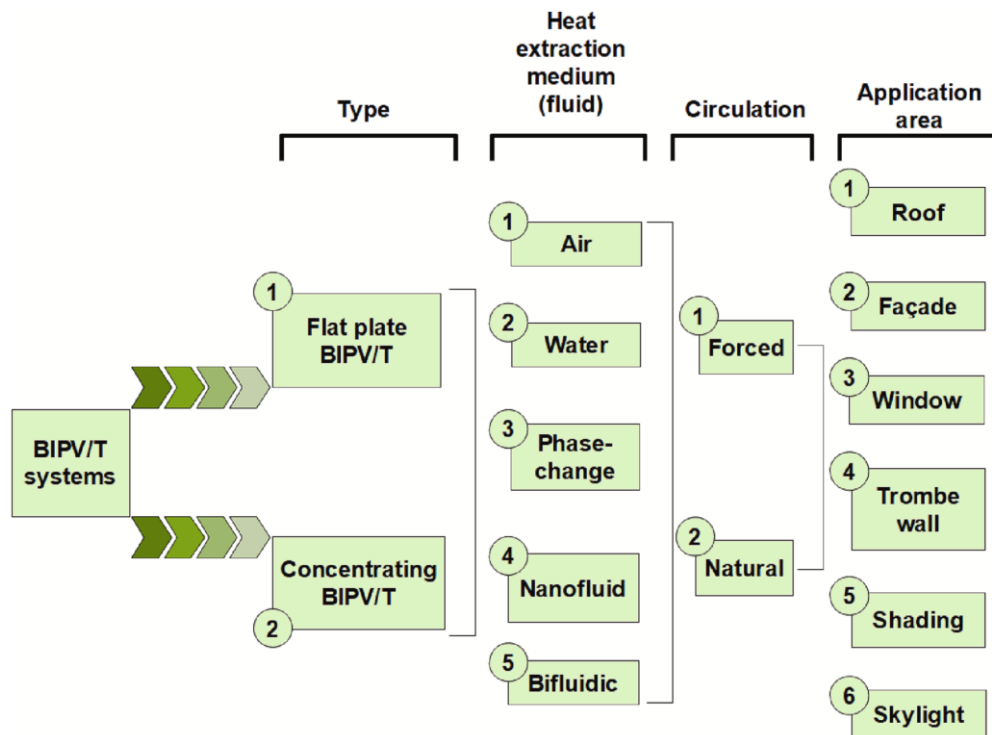 Type
Heat
extraction
medium
(fluid)
Circulation
Application
area
BIPV/T
systems
1
Flat plate
BIPV/T
Concentrating
BIPV/T
2
1
Air
2
Water
3
Phase-
change
4
Nanofluid
5
Bifluidic
1
Forced
2
Natural
1
Roof
2
Façade
3
Window
4
Trombe
wall
5
Shading
6
Skylight